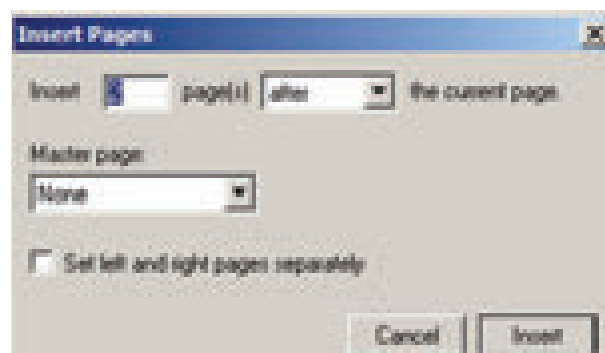 Insert Pages
Insert page(s) after the current page.
Master page:
None
Set left and right pages separately
Cancel Insert